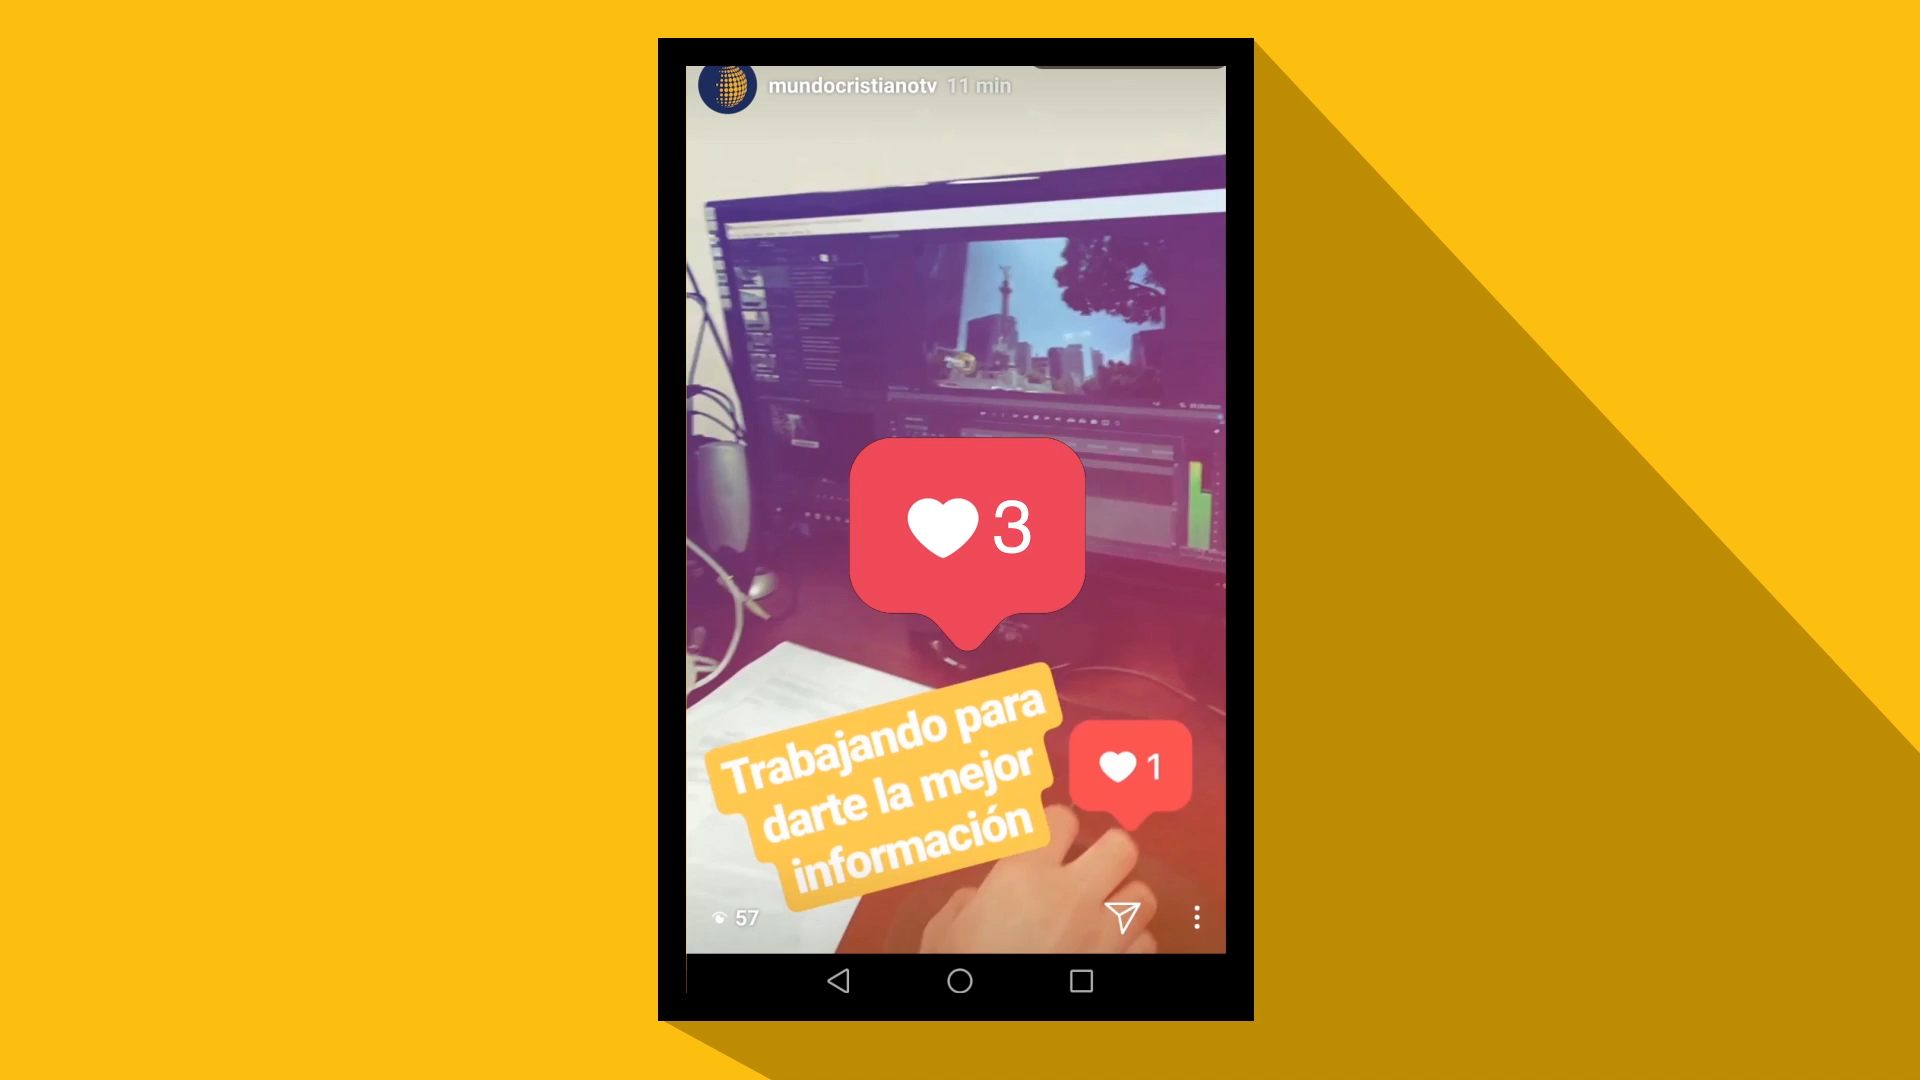 mundocristianotv 11 min
3
Trabajando para
darte la mejor
información
1
57